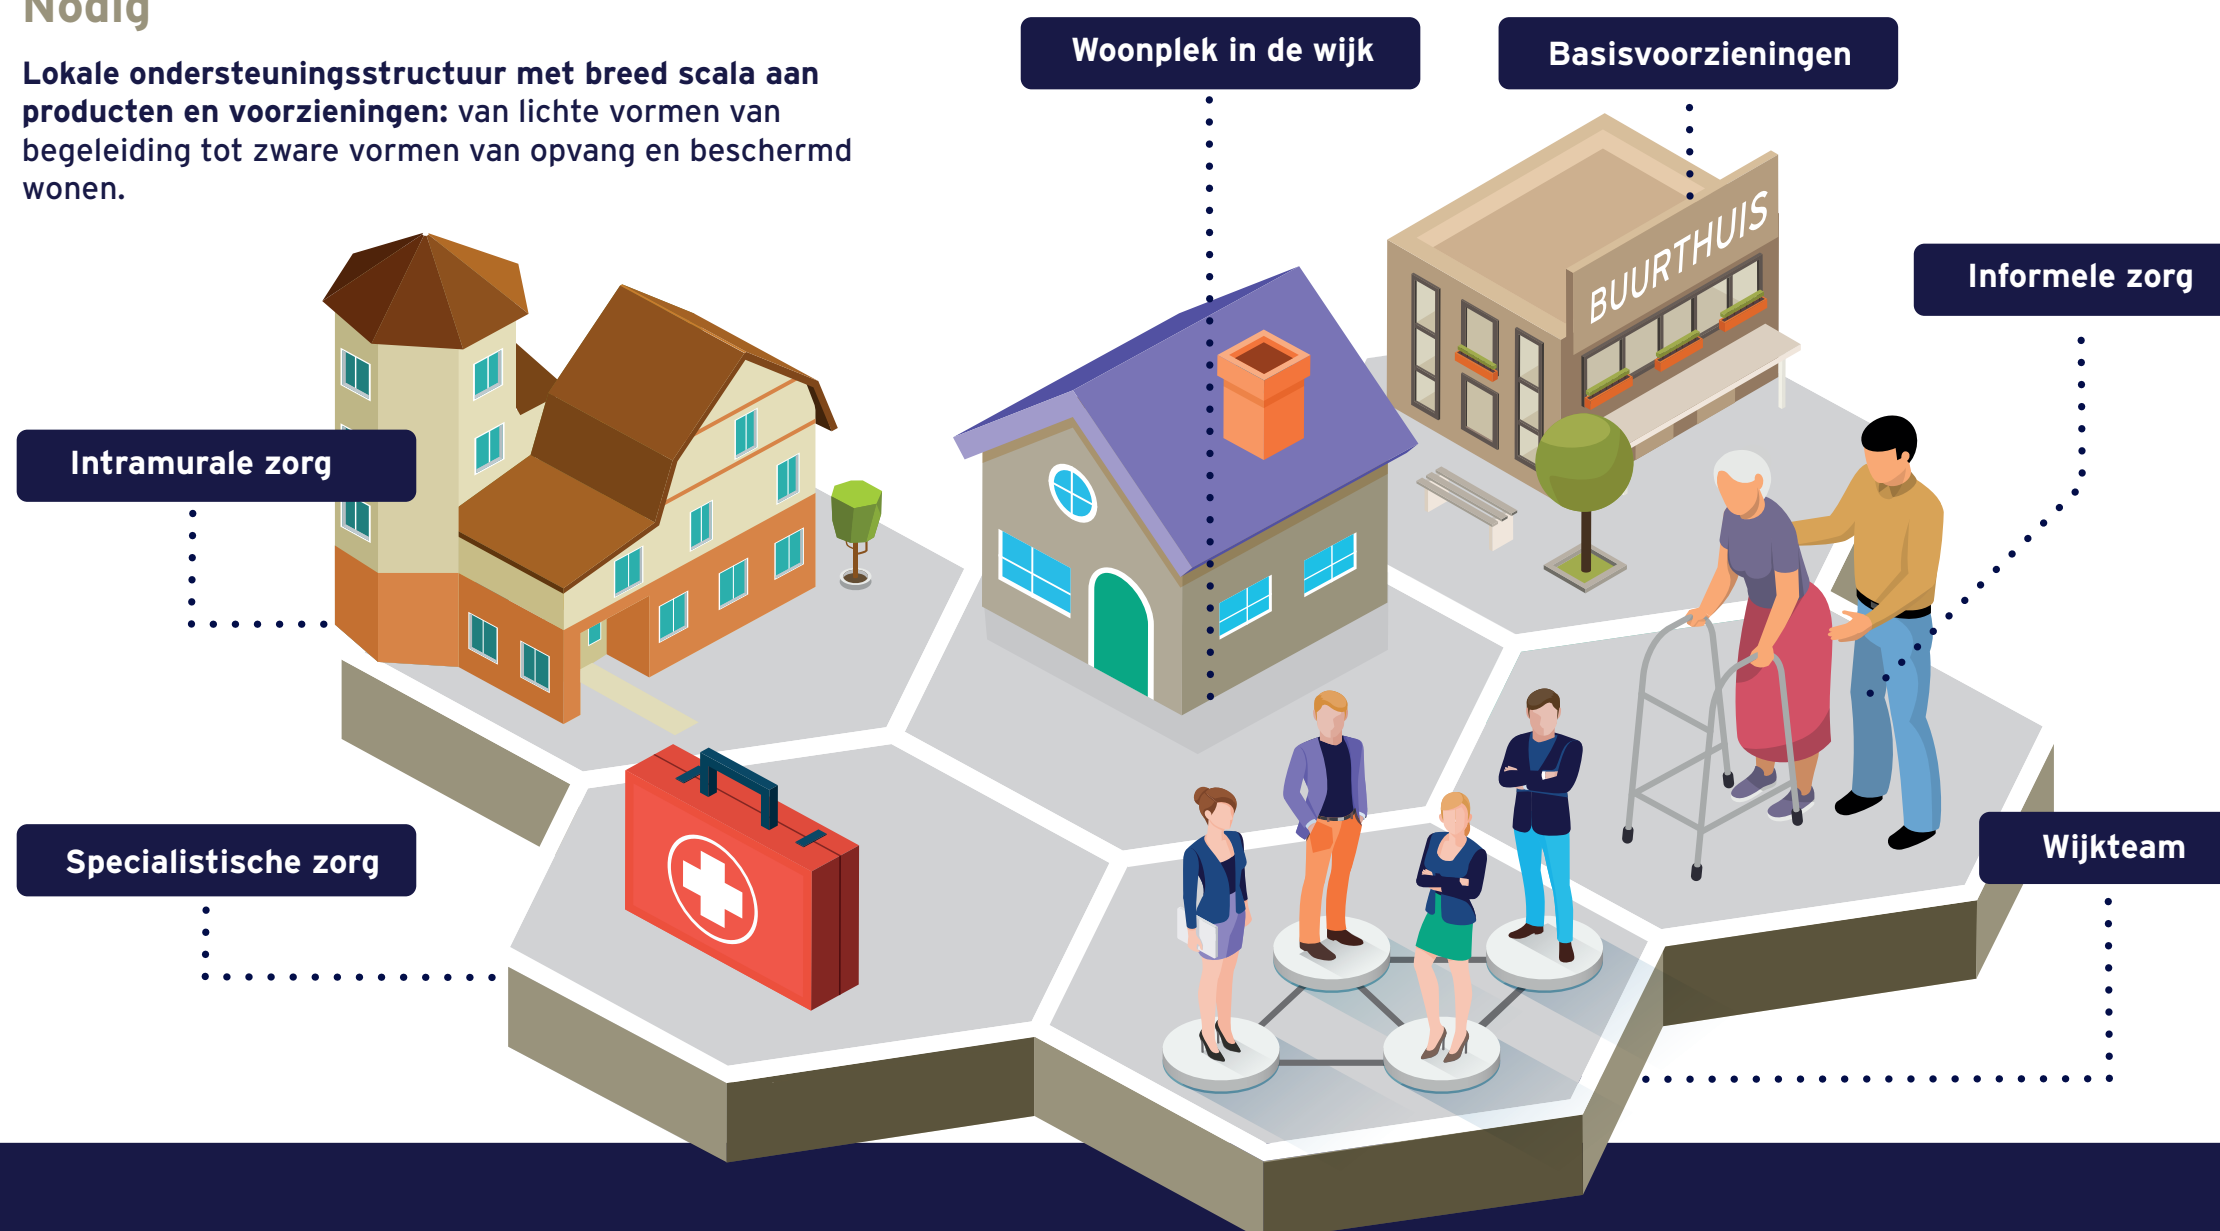 Nodig
Lokale ondersteuningsstructuur met breed scala aan
producten en voorzieningen: van lichte vormen van
begeleiding tot zware vormen van opvang en beschermd
wonen.
Woonplek in de wijk
Basisvoorzieningen
BUURTHUIS
Informele zorg
Intramurale zorg
Specialistische zorg
Wijkteam